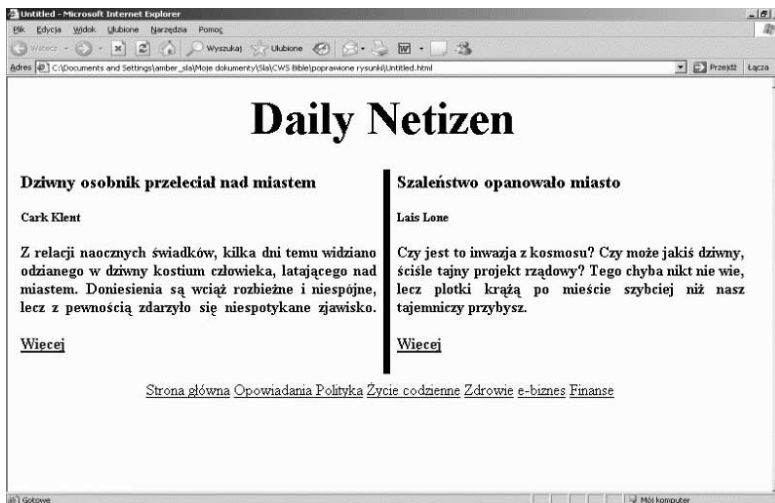 Untitled - Microsoft Internet Explorer
Plik Edycja Widok Ulubione Narzędzia Pomoc
Wstecz Wyszukaj Ulubione
Adres C:\Documents and Settings\amber_sla\Moje dokumenty\Sla\CWS Bible\poprawione rysunki\Untitled.html Przejdź Łącza
Daily Netizen
Dziwny osobnik przeleciał nad miastem
Cark Klent
Z relacji naocznych świadków, kilka dni temu widziano
odzianego w dziwny kostium człowieka, latającego nad
miastem. Doniesienia są wciąż rozbieżne i niespójne,
lecz z pewnością zdarzyło się niespotykane zjawisko.
Więcej
Szaleństwo opanowało miasto
Lais Lone
Czy jest to inwazja z kosmosu? Czy może jakiś dziwny,
ściśle tajny projekt rządowy? Tego chyba nikt nie wie,
lecz plotki krążą po mieście szybciej niż nasz
tajemniczy przybysz.
Więcej
Strona główna Opowiadania Polityka Życie codzienne Zdrowie e-biznes Finanse
Gotowe Mój komputer